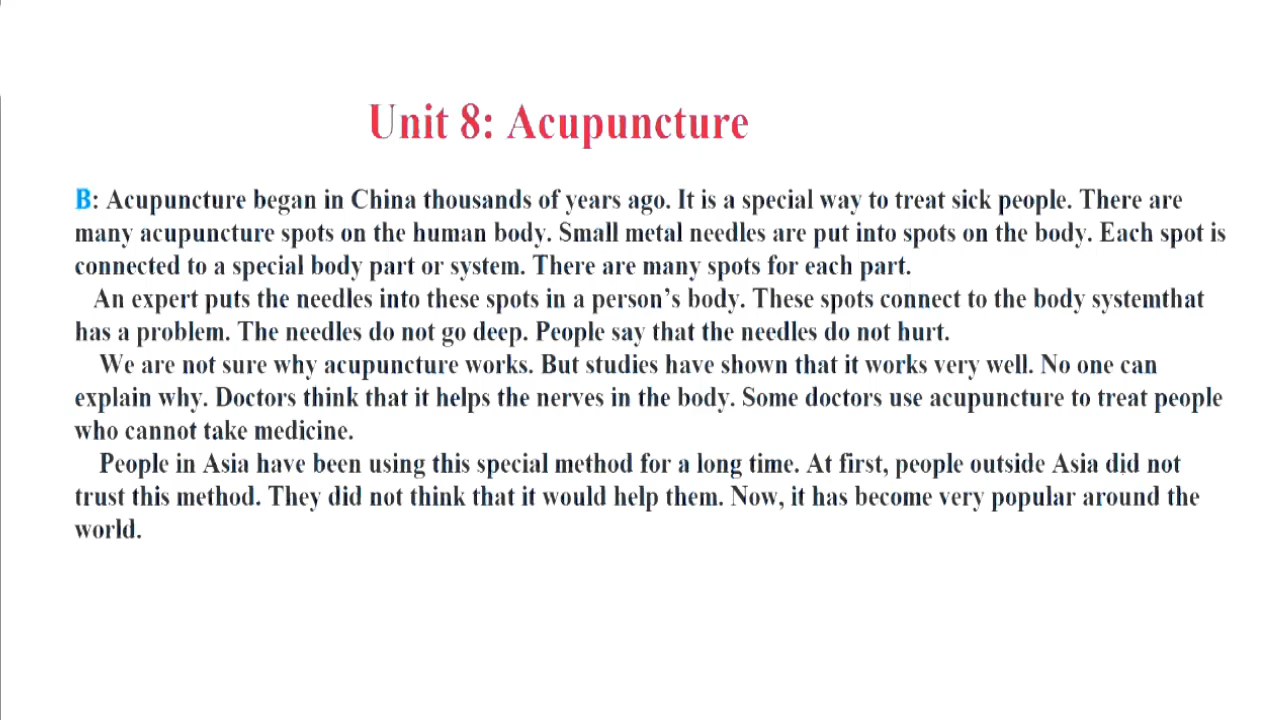 Unit 8: Acupuncture
B: Acupuncture began in China thousands of years ago. It is a special way to treat sick people. There are
many acupuncture spots on the human body. Small metal needles are put into spots on the body. Each spot is
connected to a special body part or system. There are many spots for each part.
An expert puts the needles into these spots in a person’s body. These spots connect to the body systemthat
has a problem. The needles do not go deep. People say that the needles do not hurt.
We are not sure why acupuncture works. But studies have shown that it works very well. No one can
explain why. Doctors think that it helps the nerves in the body. Some doctors use acupuncture to treat people
who cannot take medicine.
People in Asia have been using this special method for a long time. At first, people outside Asia did not
trust this method. They did not think that it would help them. Now, it has become very popular around the
world.